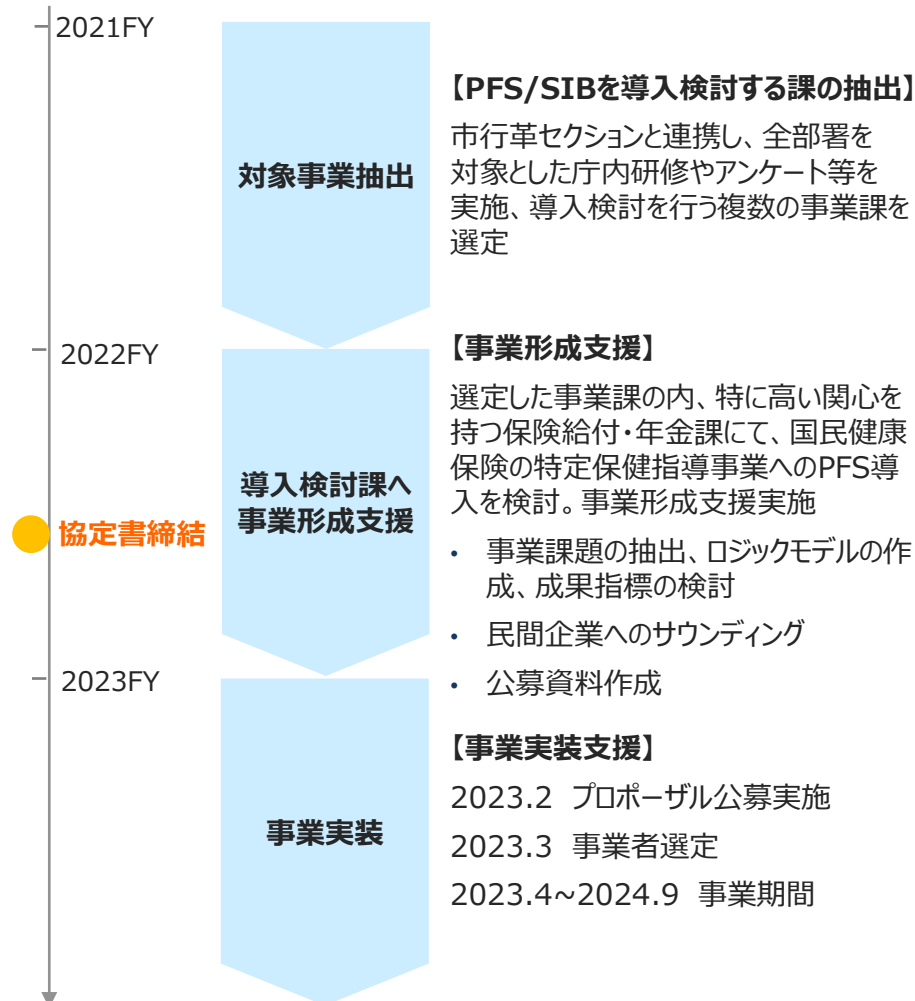 2021FY
対象事業抽出
【PFS/SIBを導入検討する課の抽出】
市行革セクションと連携し、全部署を
対象とした庁内研修やアンケート等を
実施、導入検討を行う複数の事業課を
選定
2022FY
協定書締結
導入検討課へ
事業形成支援
【事業形成支援】
選定した事業課の内、特に高い関心を
持つ保険給付・年金課にて、国民健康
保険の特定保健指導事業へのPFS導
入を検討。事業形成支援実施
• 事業課題の抽出、ロジックモデルの作
成、成果指標の検討
• 民間企業へのサウンディング
• 公募資料作成
2023FY
事業実装
【事業実装支援】
2023.2 プロポーザル公募実施
2023.3 事業者選定
2023.4~2024.9 事業期間